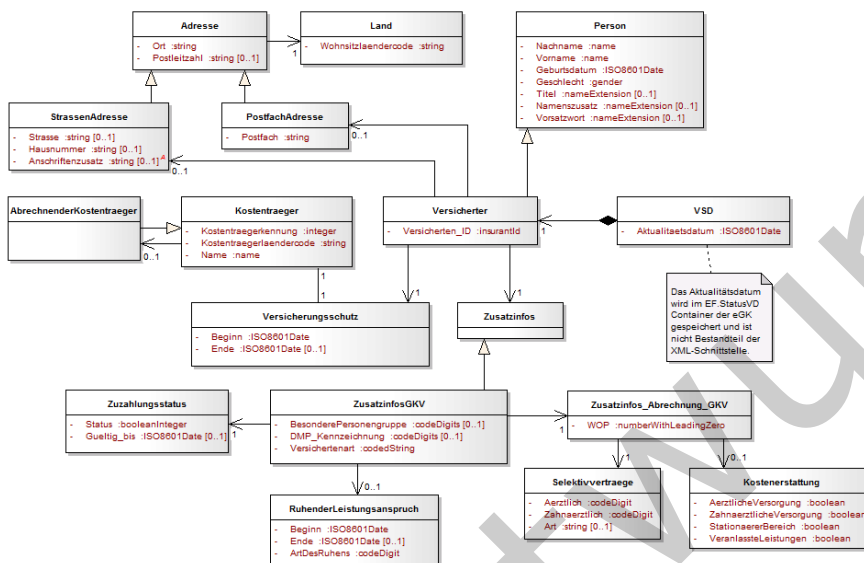 Adresse
- Ort :string
- Postleitzahl :string [0..1]
1
Land
- Wohnsitzlaendercode :string
Person
- Nachname :name
- Vorname :name
- Geburtsdatum :ISO8601Date
- Geschlecht :gender
- Titel :nameExtension [0..1]
- Namenszusatz :nameExtension [0..1]
- Vorsatzwort :nameExtension [0..1]
StrassenAdresse
- Strasse :string [0..1]
- Hausnummer :string [0..1]
- Anschriftenzusatz :string [0..1]
0..1
PostfachAdresse
- Postfach :string
0..1
AbrechnenderKostentraeger
0..1
Kostentraeger
- Kostentraegerkennung :integer
- Kostentraegerlaendercode :string
- Name :name
1
1
Versicherter
- Versicherten_ID :insurantId
1
VSD
- Aktualitaetsdatum :ISO8601Date
Das Aktualitätsdatum
wird im EF.StatusVD
Container der eGK
gespeichert und ist
nicht Bestandteil der
XML-Schnittstelle.
1
1
Versicherungsschutz
- Beginn :ISO8601Date
- Ende :ISO8601Date [0..1]
Zusatzinfos
Zuzahlungsstatus
- Status :booleanInteger
- Gueltig_bis :ISO8601Date [0..1]
1
ZusatzinfosGKV
- BesonderePersonengruppe :codeDigits [0..1]
- DMP_Kennzeichnung :codeDigits [0..1]
- Versichertenart :codedString
1
Zusatzinfos_Abrechnung_GKV
- WOP :numberWithLeadingZero
0..1
1
0..1
RuhenderLeistungsanspruch
- Beginn :ISO8601Date
- Ende :ISO8601Date [0..1]
- ArtDesRuhens :codeDigit
Selektivvertraege
- Aerztlich :codeDigit
- Zahnaerztlich :codeDigit
- Art :string [0..1]
Kostenerstattung
- AerztlicheVersorgung :boolean
- ZahnaerztlicheVersorgung :boolean
- StationaererBereich :boolean
- VeranlassteLeistungen :boolean